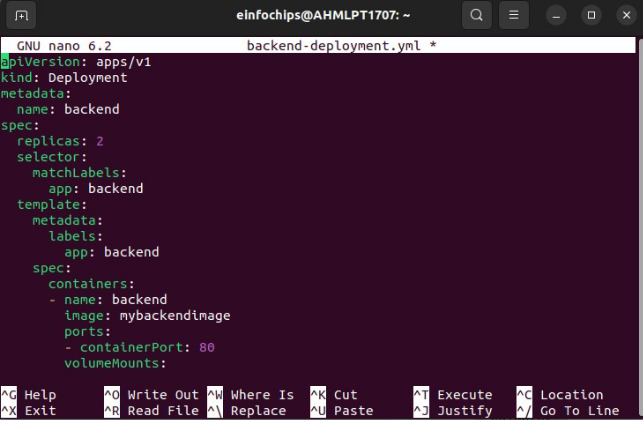 einfochips@AHMLPT1707: ~
GNU nano 6.2 backend-deployment.yml *
apiVersion: apps/v1
kind: Deployment
metadata:
  name: backend
spec:
  replicas: 2
  selector:
    matchLabels:
      app: backend
  template:
    metadata:
      labels:
        app: backend
    spec:
      containers:
      - name: backend
        image: mybackendimage
        ports:
        - containerPort: 80
        volumeMounts:
^G Help ^O Write Out ^W Where Is ^K Cut ^T Execute ^C Location
^X Exit ^R Read File ^\ Replace ^U Paste ^J Justify ^/ Go To Line